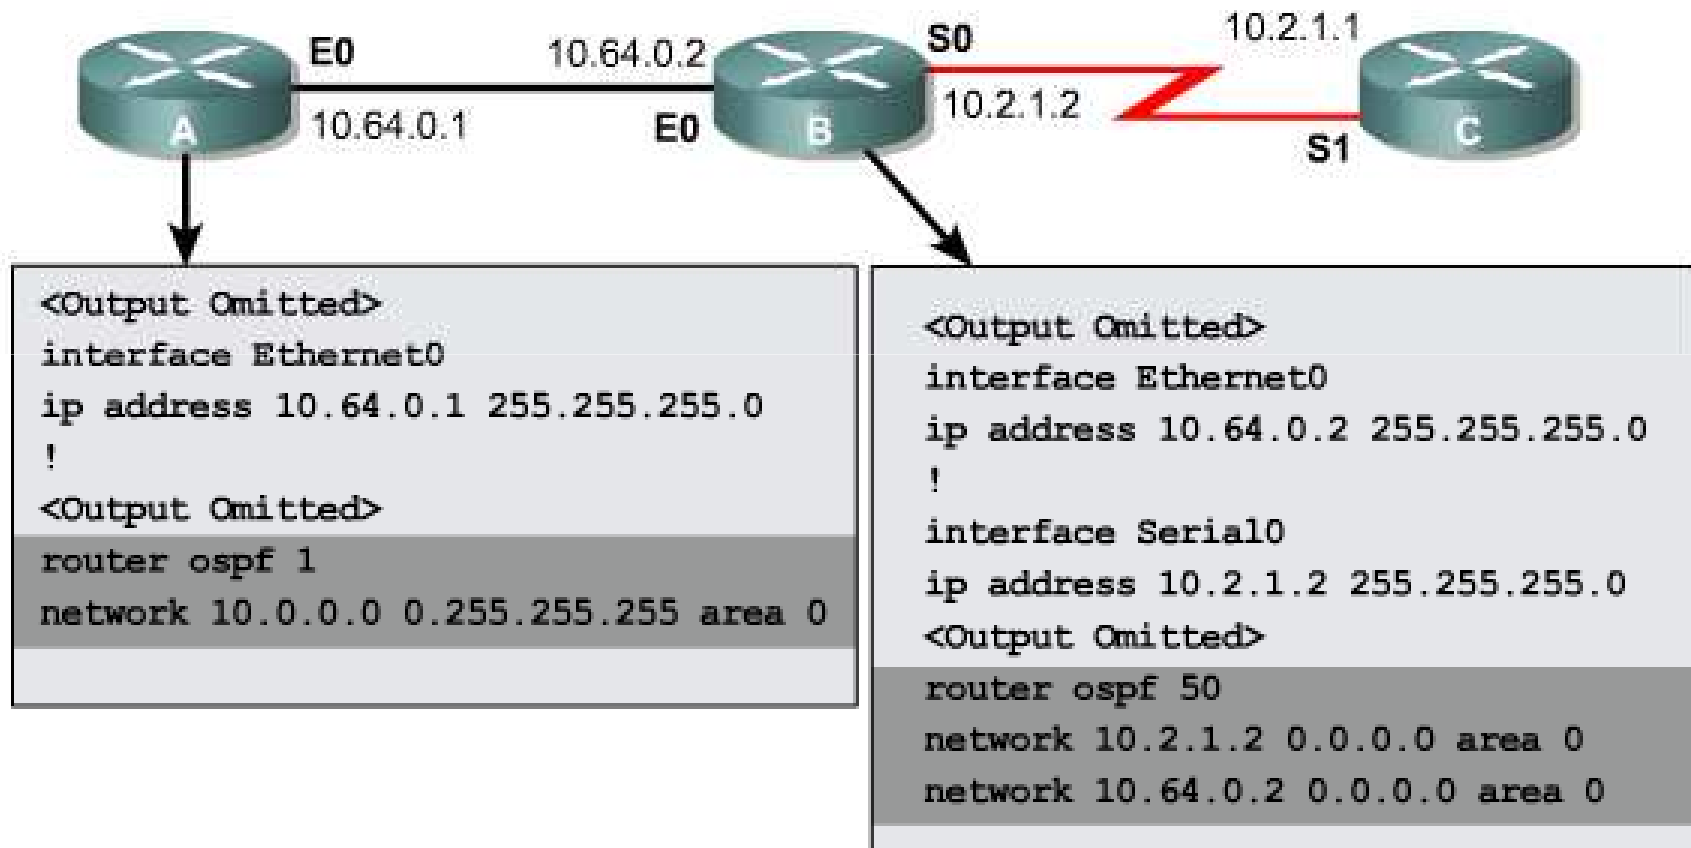 E0
10.64.0.2
S0
10.2.1.1
A
10.64.0.1
E0
B
10.2.1.2
S1
C
<Output Omitted>
interface Ethernet0
ip address 10.64.0.1 255.255.255.0
!
<Output Omitted>
router ospf 1
network 10.0.0.0 0.255.255.255 area 0
<Output Omitted>
interface Ethernet0
ip address 10.64.0.2 255.255.255.0
!
interface Serial0
ip address 10.2.1.2 255.255.255.0
<Output Omitted>
router ospf 50
network 10.2.1.2 0.0.0.0 area 0
network 10.64.0.2 0.0.0.0 area 0